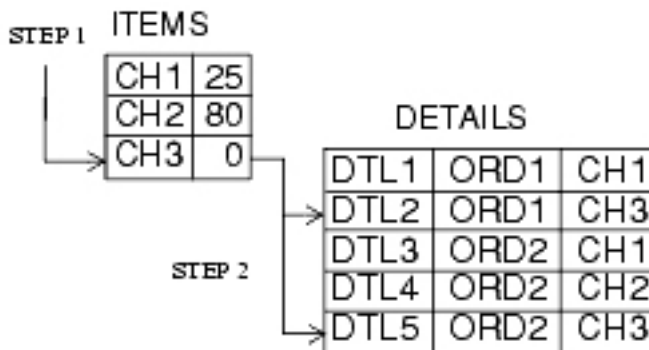 ITEMS
STEP 1
CH1 25
CH2 80
CH3 0
DETAILS
DTL1 ORD1 CH1
DTL2 ORD1 CH3
DTL3 ORD2 CH1
DTL4 ORD2 CH2
DTL5 ORD2 CH3
STEP 2